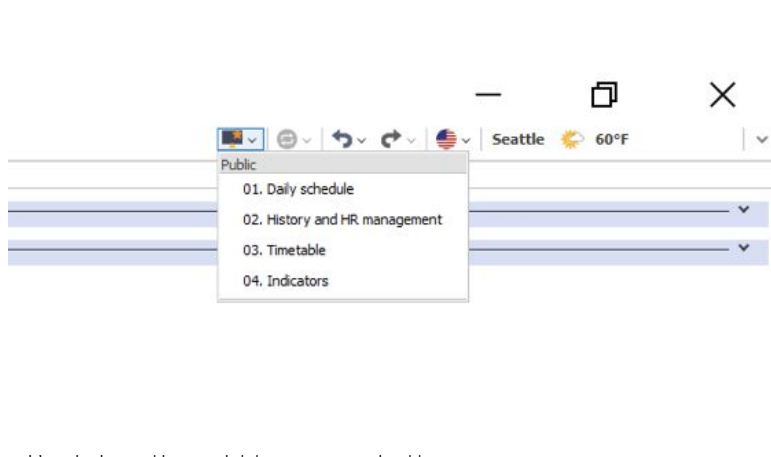 Seattle 60°F
Public
01. Daily schedule
02. History and HR management
03. Timetable
04. Indicators